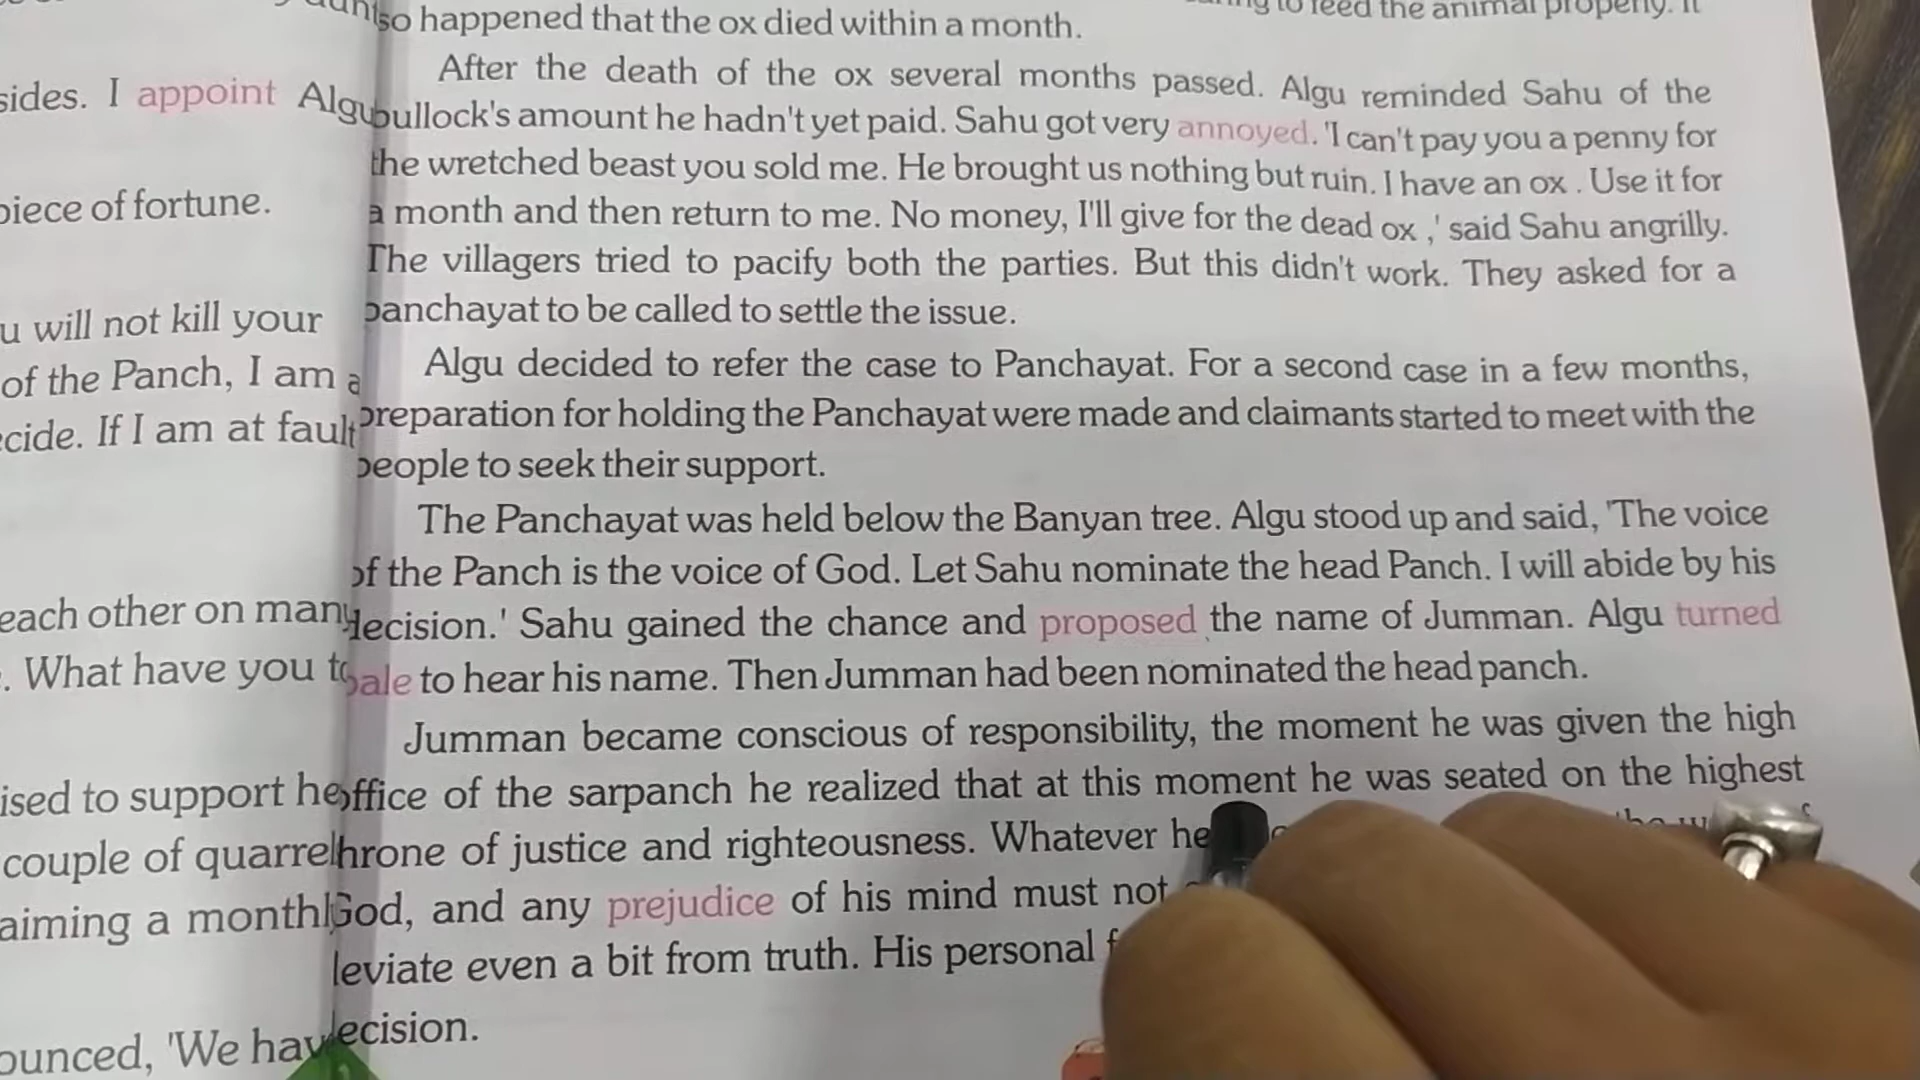 sides. I appoint Algu
piece of fortune.
u will not kill your
of the Panch, I am a
cide. If I am at fault
each other on many
. What have you to
ised to support he
couple of quarrel
aiming a monthl
ounced, 'We hav
so happened that the ox died within a month.
to feed the animal properly. It
After the death of the ox several months passed. Algu reminded Sahu of the
bullock's amount he hadn't yet paid. Sahu got very annoyed. 'I can't pay you a penny for
the wretched beast you sold me. He brought us nothing but ruin. I have an ox . Use it for
a month and then return to me. No money, I'll give for the dead ox ,' said Sahu angrilly.
The villagers tried to pacify both the parties. But this didn't work. They asked for a
panchayat to be called to settle the issue.
Algu decided to refer the case to Panchayat. For a second case in a few months,
preparation for holding the Panchayat were made and claimants started to meet with the
people to seek their support.
The Panchayat was held below the Banyan tree. Algu stood up and said, 'The voice
of the Panch is the voice of God. Let Sahu nominate the head Panch. I will abide by his
decision.' Sahu gained the chance and proposed the name of Jumman. Algu turned
pale to hear his name. Then Jumman had been nominated the head panch.
Jumman became conscious of responsibility, the moment he was given the high
office of the sarpanch he realized that at this moment he was seated on the highest
throne of justice and righteousness. Whatever he
God, and any prejudice of his mind must not
deviate even a bit from truth. His personal
decision.